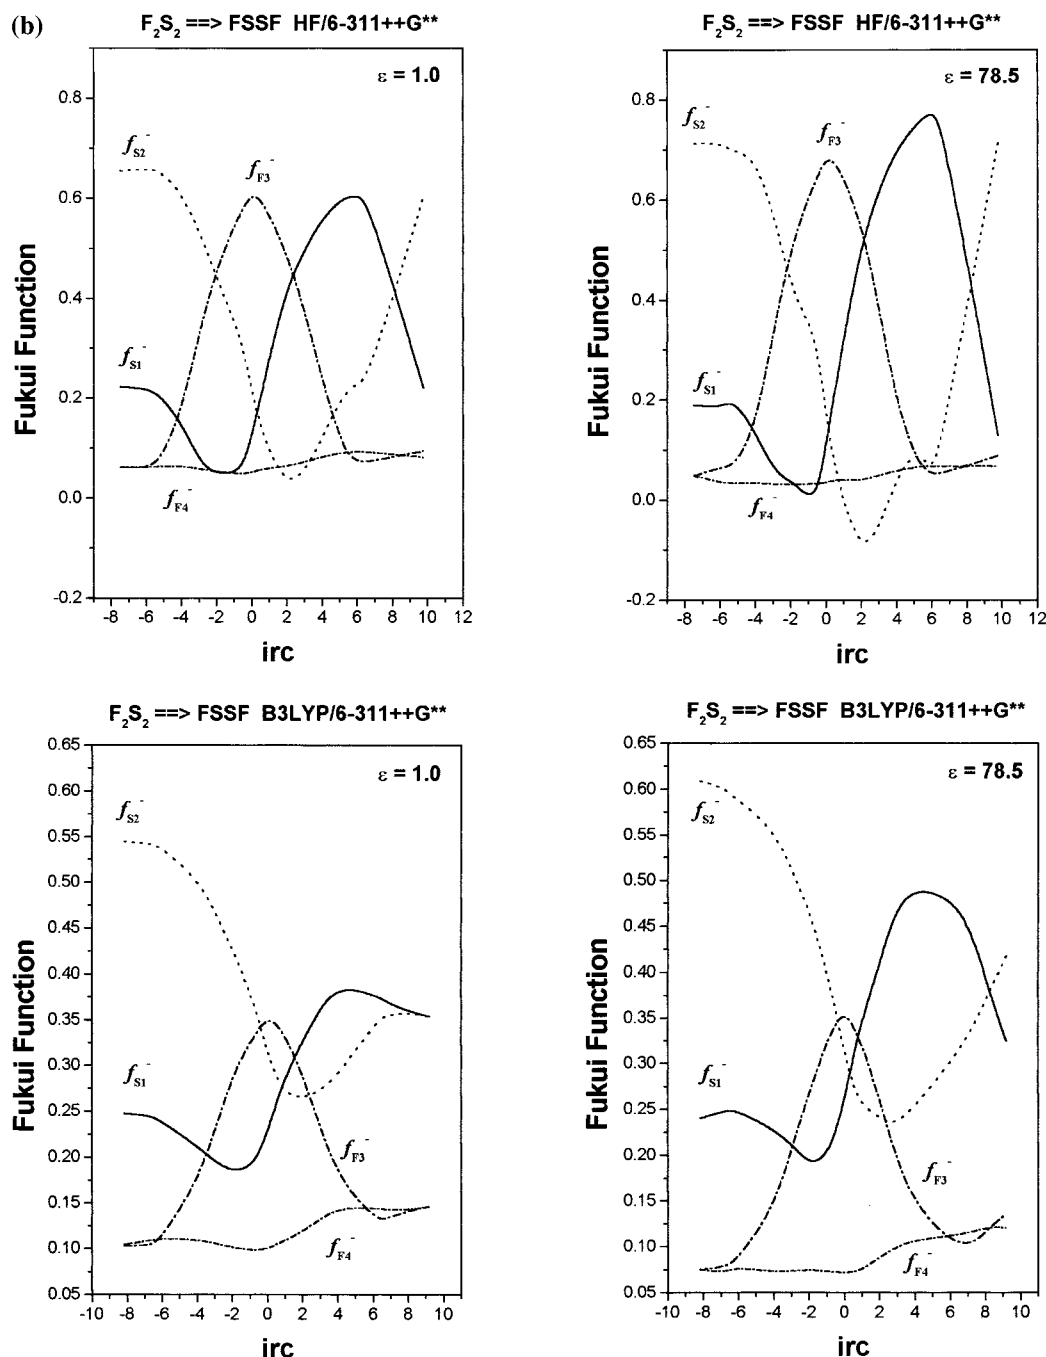 (b)
F2S2 ==> FSSF HF/6-311++G**
ε = 1.0
fS2-
fF3-
fS1-
fF4-
0.8
0.6
0.4
0.2
0.0
-0.2
Fukui Function
-8 -6 -4 -2 0 2 4 6 8 10 12
irc
F2S2 ==> FSSF HF/6-311++G**
ε = 78.5
fS2-
fF3-
fS1-
fF4-
0.8
0.6
0.4
0.2
0.0
-0.2
Fukui Function
-8 -6 -4 -2 0 2 4 6 8 10 12
irc
F2S2 ==> FSSF B3LYP/6-311++G**
ε = 1.0
fS2-
fS1-
fF3-
fF4-
0.65
0.60
0.55
0.50
0.45
0.40
0.35
0.30
0.25
0.20
0.15
0.10
0.05
Fukui Function
-10 -8 -6 -4 -2 0 2 4 6 8 10
irc
F2S2 ==> FSSF B3LYP/6-311++G**
ε = 78.5
fS2-
fS1-
fF3-
fF4-
0.65
0.60
0.55
0.50
0.45
0.40
0.35
0.30
0.25
0.20
0.15
0.10
0.05
Fukui Function
-10 -8 -6 -4 -2 0 2 4 6 8 10
irc